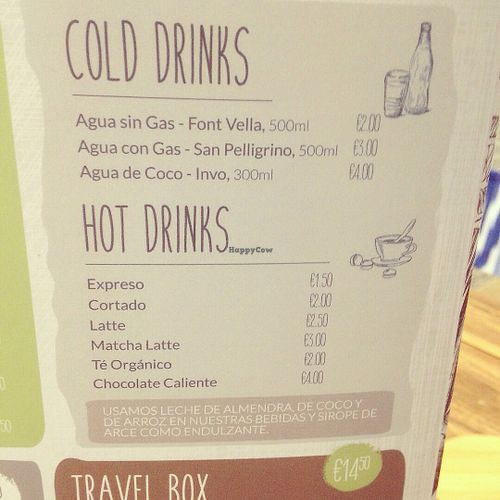 COLD DRINKS
Agua sin Gas - Font Vella, 500ml €2.00
Agua con Gas - San Pelligrino, 500ml €3.00
Agua de Coco - Invo, 300ml €4.00
HOT DRINKS
HappyCow
Expreso €1.50
Cortado €2.00
Latte €2.50
Matcha Latte €3.00
Té Orgánico €2.00
Chocolate Caliente €4.00
USAMOS LECHE DE ALMENDRA, DE COCO Y
DE ARROZ EN NUESTRAS BEBIDAS Y SIROPE DE
ARCE COMO ENDULZANTE.
TRAVEL BOX €14.50